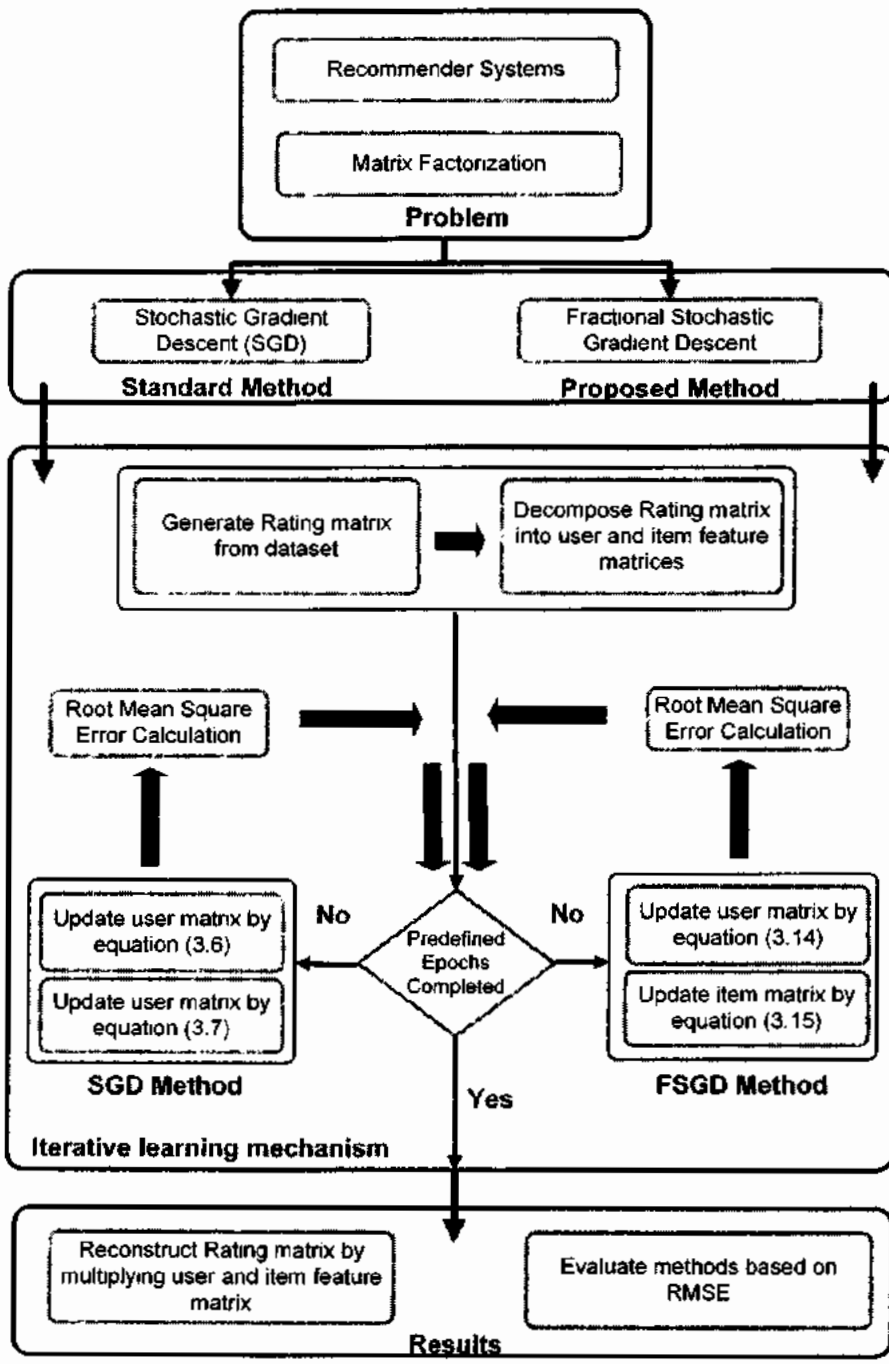 Recommender Systems
Matrix Factorization
Problem
Stochastic Gradient
Descent (SGD)
Standard Method
Fractional Stochastic
Gradient Descent
Proposed Method
Generate Rating matrix
from dataset
Decompose Rating matrix
into user and item feature
matrices
Root Mean Square
Error Calculation
Root Mean Square
Error Calculation
Update user matrix by
equation (3.6)
Update user matrix by
equation (3.7)
SGD Method
No
Predefined
Epochs
Completed
No
Update user matrix by
equation (3.14)
Update item matrix by
equation (3.15)
FSGD Method
Yes
Iterative learning mechanism
Reconstruct Rating matrix by
multiplying user and item feature
matrix
Evaluate methods based on
RMSE
Results